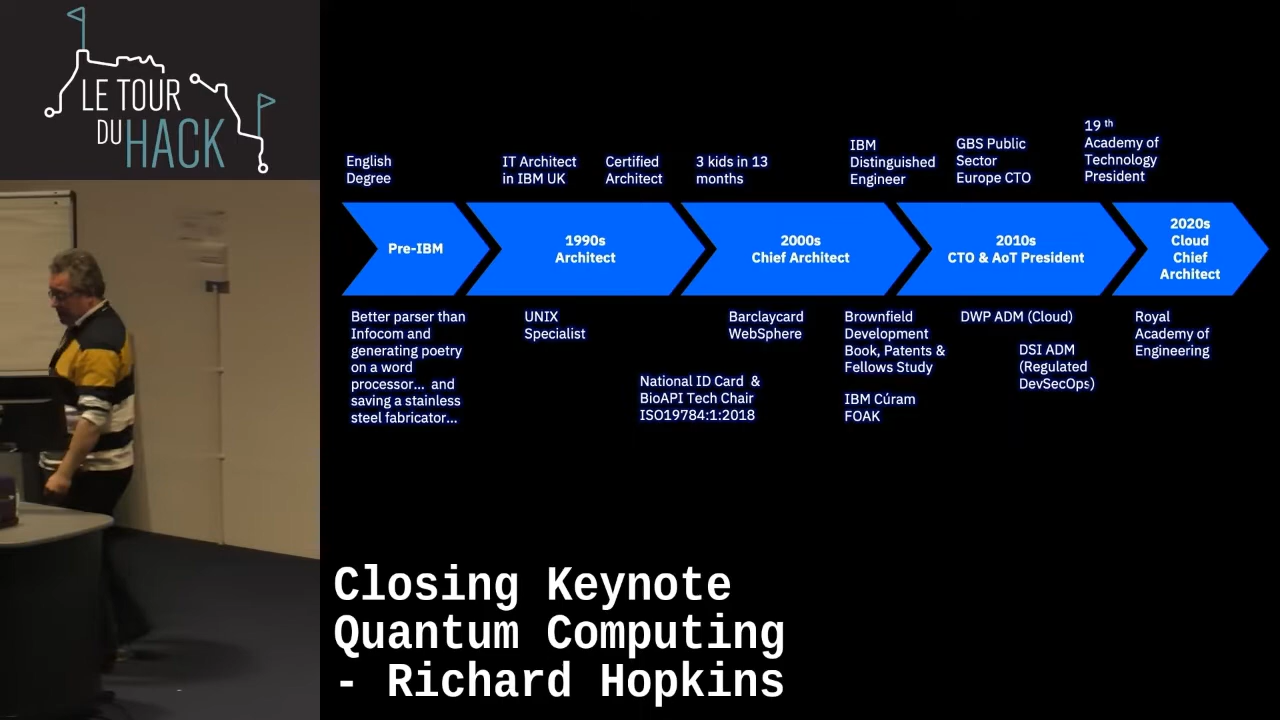 LE TOUR
DU HACK
English
Degree
IT Architect
in IBM UK
Certified
Architect
3 kids in 13
months
IBM
Distinguished
Engineer
GBS Public
Sector
Europe CTO
19 th
Academy of
Technology
President
Pre-IBM
1990s
Architect
2000s
Chief Architect
2010s
CTO & AoT President
2020s
Cloud
Chief
Architect
Better parser than
Infocom and
generating poetry
on a word
processor... and
saving a stainless
steel fabricator...
UNIX
Specialist
National ID Card &
BioAPI Tech Chair
ISO19784:1:2018
Barclaycard
WebSphere
Brownfield
Development
Book, Patents &
Fellows Study
IBM Cúram
FOAK
DWP ADM (Cloud)
DSI ADM
(Regulated
DevSecOps)
Royal
Academy of
Engineering
Closing Keynote
Quantum Computing
- Richard Hopkins